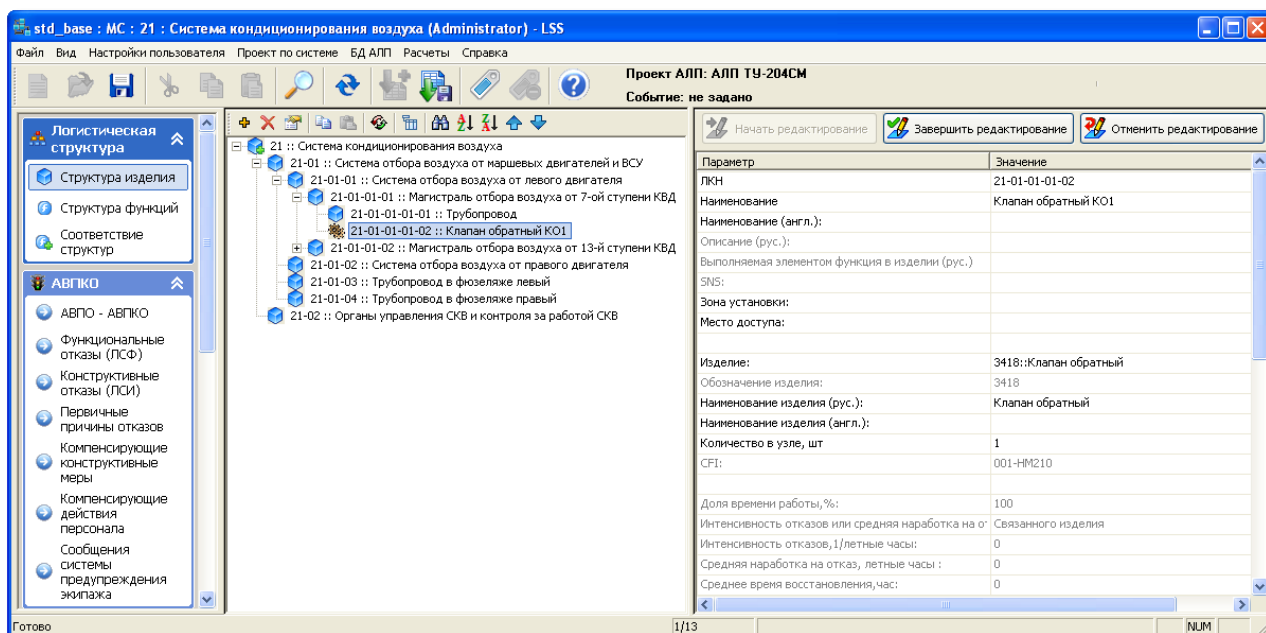 std_base : МС : 21 : Система кондиционирования воздуха (Administrator) - LSS
Файл Вид Настройки пользователя Проект по системе БД АЛП Расчеты Справка
Проект АЛП: АЛП ТУ-204СМ
Событие: не задано
Логистическая
структура
Структура изделия
Структура функций
Соответствие
структур
АВПКО
АВПО - АВПКО
Функциональные
отказы (ЛСФ)
Конструктивные
отказы (ЛСИ)
Первичные
причины отказов
Компенсирующие
конструктивные
меры
Компенсирующие
действия
персонала
Сообщения
системы
предупреждения
экипажа
21 :: Система кондиционирования воздуха
21-01 :: Система отбора воздуха от маршевых двигателей и ВСУ
21-01-01 :: Система отбора воздуха от левого двигателя
21-01-01-01 :: Магистраль отбора воздуха от 7-ой ступени КВД
21-01-01-01-01 :: Трубопровод
21-01-01-01-02 :: Клапан обратный КО1
21-01-01-02 :: Магистраль отбора воздуха от 13-й ступени КВД
21-01-02 :: Система отбора воздуха от правого двигателя
21-01-03 :: Трубопровод в фюзеляже левый
21-01-04 :: Трубопровод в фюзеляже правый
21-02 :: Органы управления СКВ и контроля за работой СКВ
Начать редактирование Завершить редактирование Отменить редактирование
Параметр Значение
ЛКН 21-01-01-01-02
Наименование Клапан обратный КО1
Наименование (англ.):
Описание (рус.):
Выполняемая элементом функция в изделии (рус.)
SNS:
Зона установки:
Место доступа:
Изделие: 3418::Клапан обратный
Обозначение изделия: 3418
Наименование изделия (рус.): Клапан обратный
Наименование изделия (англ.):
Количество в узле, шт 1
CFI: 001-HM210
Доля времени работы,%: 100
Интенсивность отказов или средняя наработка на о Связанного изделия
Интенсивность отказов,1/летные часы: 0
Средняя наработка на отказ, летные часы : 0
Среднее время восстановления,час: 0
Готово 1/13 NUM